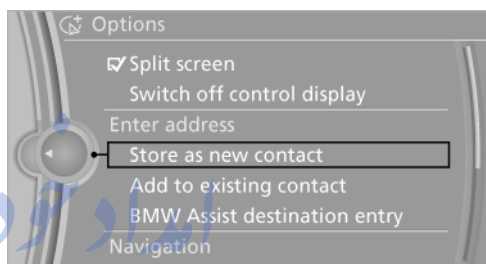 Options
Split screen
Switch off control display
Enter address
Store as new contact
Add to existing contact
BMW Assist destination entry
Navigation